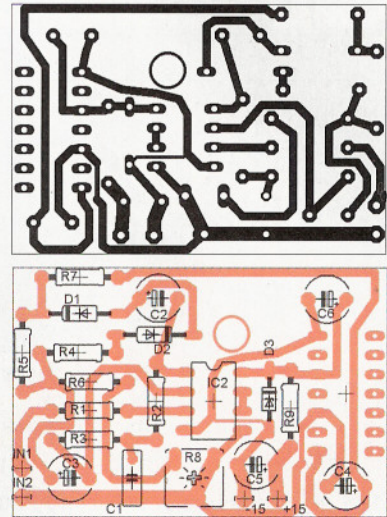 R7
D1
C2
C6
D2
R5
R4
D3
R6
IC2
R1
R2
R9
R3
IN1
R8
C3
C5
IN2
C4
C1
-15 +15